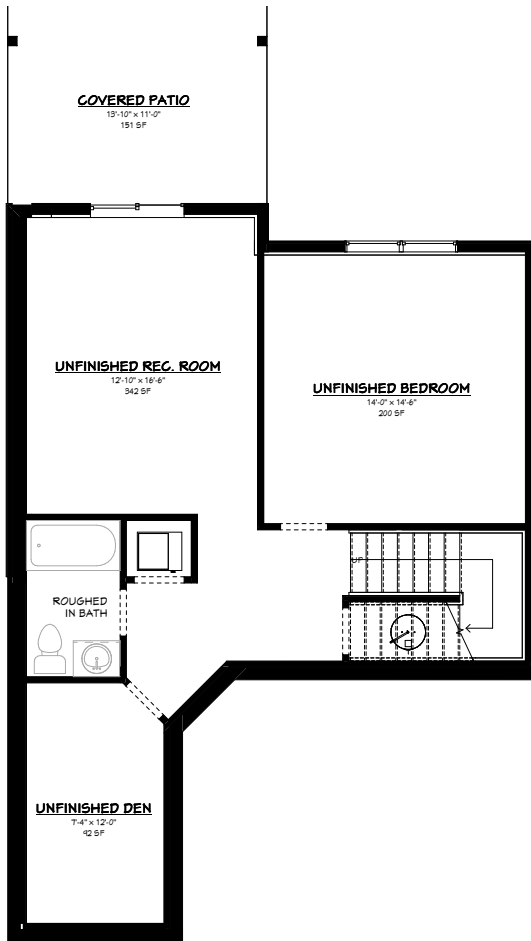 COVERED PATIO
13'-10" x 11'-0"
151 SF
UNFINISHED REC. ROOM
12'-10" x 16'-6"
342 SF
UNFINISHED BEDROOM
14'-0" x 14'-6"
200 SF
UP
ROUGHED
IN BATH
UNFINISHED DEN
7'-4" x 12'-0"
92 SF